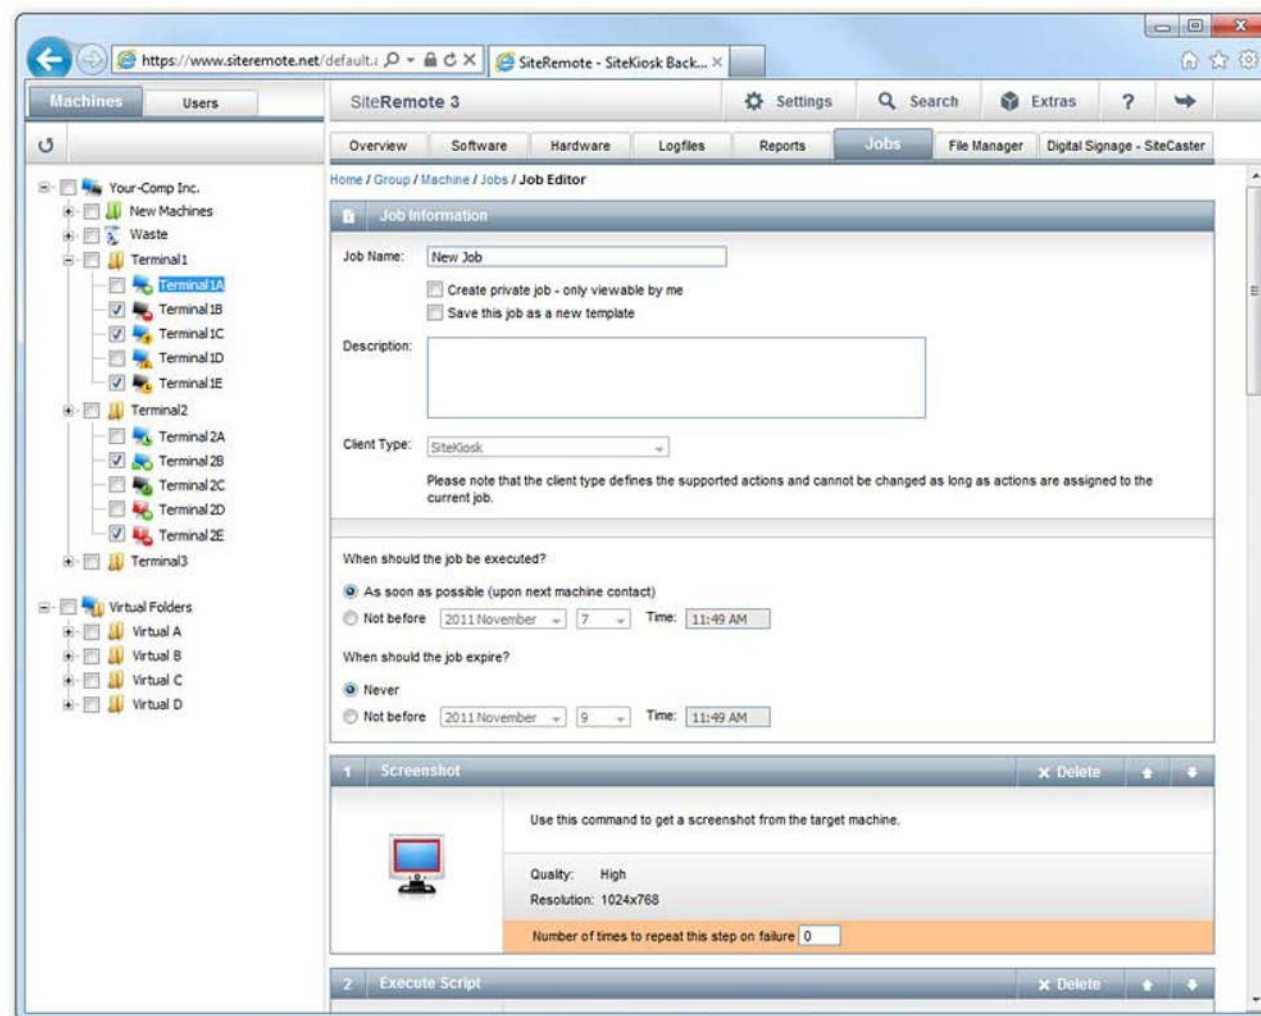 https://www.siteremote.net/default.a
SiteRemote - SiteKiosk Back...
Machines
Users
SiteRemote 3
Settings
Search
Extras
?
Overview
Software
Hardware
Logfiles
Reports
Jobs
File Manager
Digital Signage - SiteCaster
Your-Comp Inc.
New Machines
Waste
Terminal1
Terminal1A
Terminal1B
Terminal1C
Terminal1D
Terminal1E
Terminal2
Terminal2A
Terminal2B
Terminal2C
Terminal2D
Terminal2E
Terminal3
Virtual Folders
Virtual A
Virtual B
Virtual C
Virtual D
Home / Group / Machine / Jobs / Job Editor
Job Information
Job Name: New Job
Create private job - only viewable by me
Save this job as a new template
Description:
Client Type: SiteKiosk
Please note that the client type defines the supported actions and cannot be changed as long as actions are assigned to the
current job.
When should the job be executed?
As soon as possible (upon next machine contact)
Not before 2011 November 7 Time: 11:49 AM
When should the job expire?
Never
Not before 2011 November 9 Time: 11:49 AM
1 Screenshot Delete
Use this command to get a screenshot from the target machine.
Quality: High
Resolution: 1024x768
Number of times to repeat this step on failure 0
2 Execute Script Delete